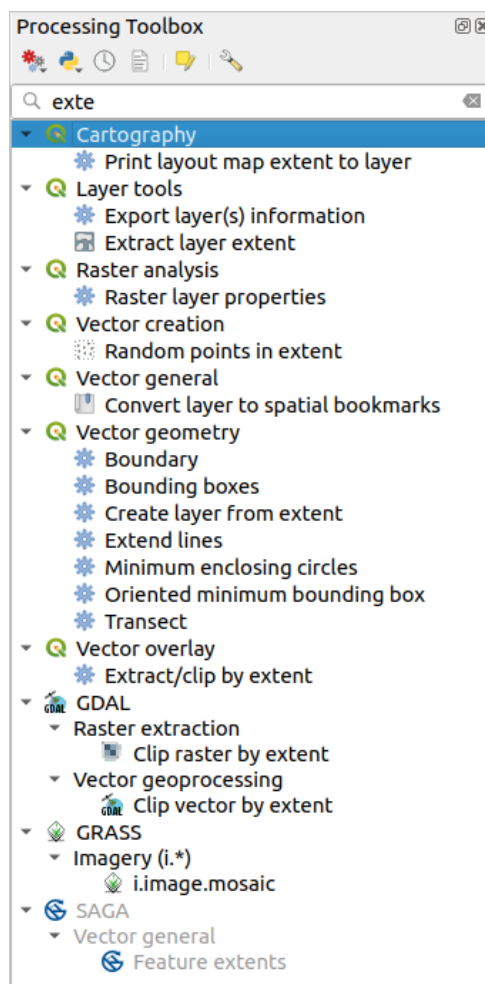 Processing Toolbox
exte
Cartography
Print layout map extent to layer
Layer tools
Export layer(s) information
Extract layer extent
Raster analysis
Raster layer properties
Vector creation
Random points in extent
Vector general
Convert layer to spatial bookmarks
Vector geometry
Boundary
Bounding boxes
Create layer from extent
Extend lines
Minimum enclosing circles
Oriented minimum bounding box
Transect
Vector overlay
Extract/clip by extent
GDAL
Raster extraction
Clip raster by extent
Vector geoprocessing
Clip vector by extent
GRASS
Imagery (i.*)
i.image.mosaic
SAGA
Vector general
Feature extents